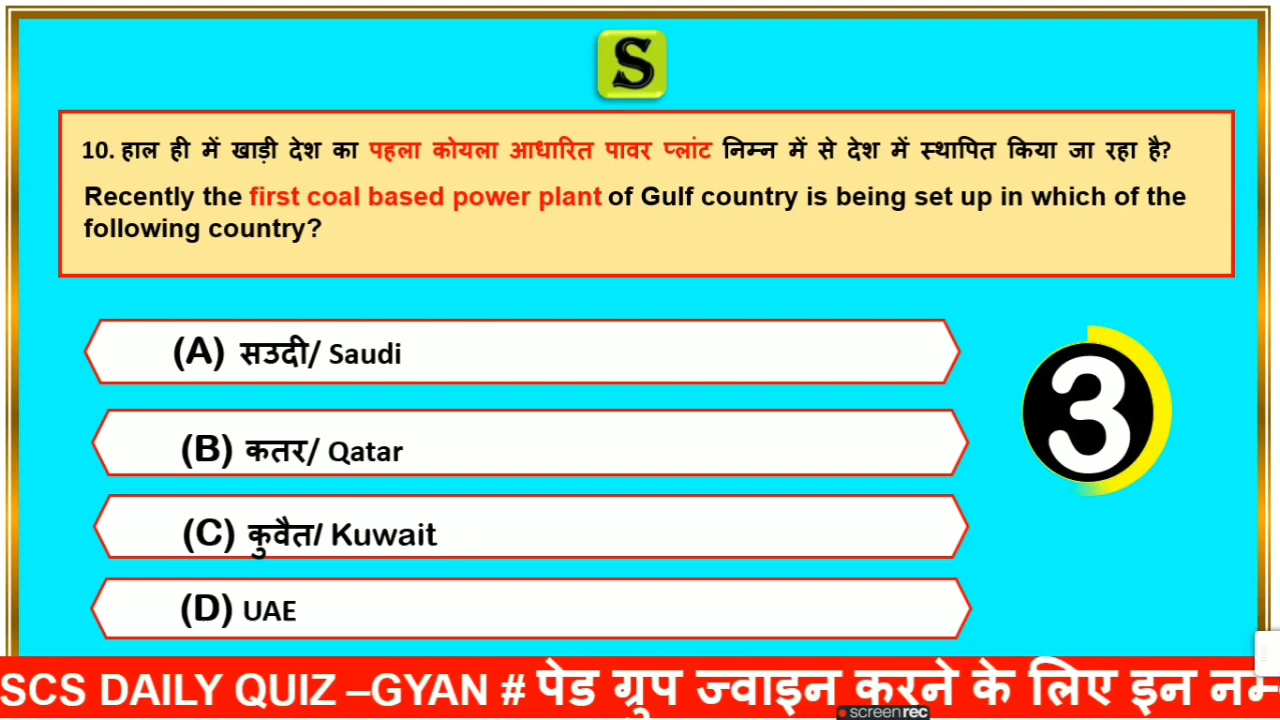 S
10. हाल ही में खाड़ी देश का पहला कोयला आधारित पावर प्लांट निम्न में से देश में स्थापित किया जा रहा है?
Recently the first coal based power plant of Gulf country is being set up in which of the
following country?
(A) सउदी/ Saudi
3
(B) कतर/ Qatar
(C) कुवैत/ Kuwait
(D) UAE
SCS DAILY QUIZ –GYAN # पेड ग्रुप ज्वाइन करने के लिए इन नम
screenrec